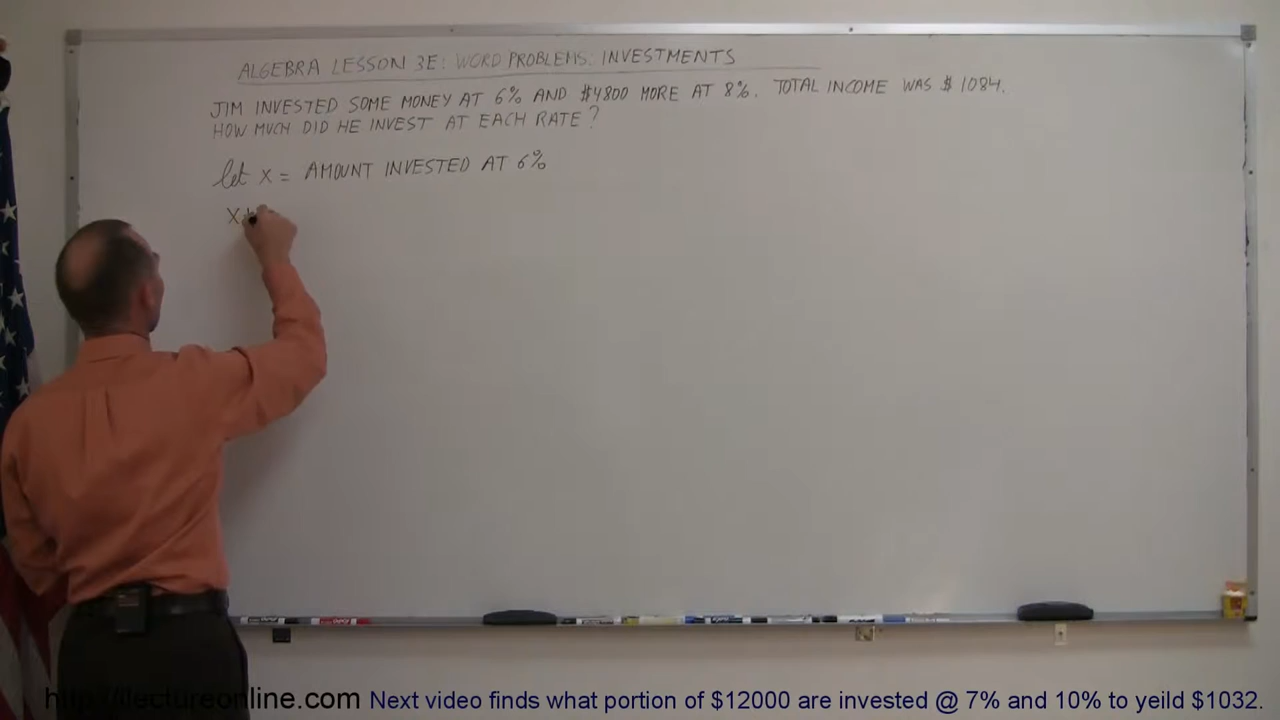 ALGEBRA LESSON 3E: WORD PROBLEMS: INVESTMENTS
JIM INVESTED SOME MONEY AT 6% AND $4800 MORE AT 8%. TOTAL INCOME WAS $1084.
HOW MUCH DID HE INVEST AT EACH RATE?
let x = AMOUNT INVESTED AT 6%
x+
http://ilectureonline.com Next video finds what portion of $12000 are invested @ 7% and 10% to yeild $1032.